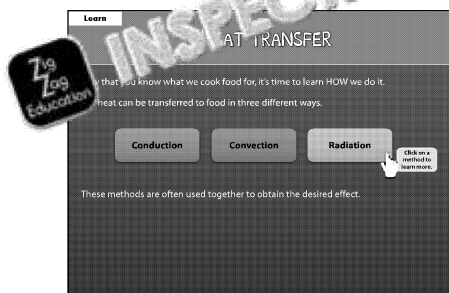 Learn
INSPEC
AT TRANSFER
Zig
Zag
Education
that you know what we cook food for, it's time to learn HOW we do it.
heat can be transferred to food in three different ways.
Conduction
Convection
Radiation
Click on a
method to
learn more.
These methods are often used together to obtain the desired effect.